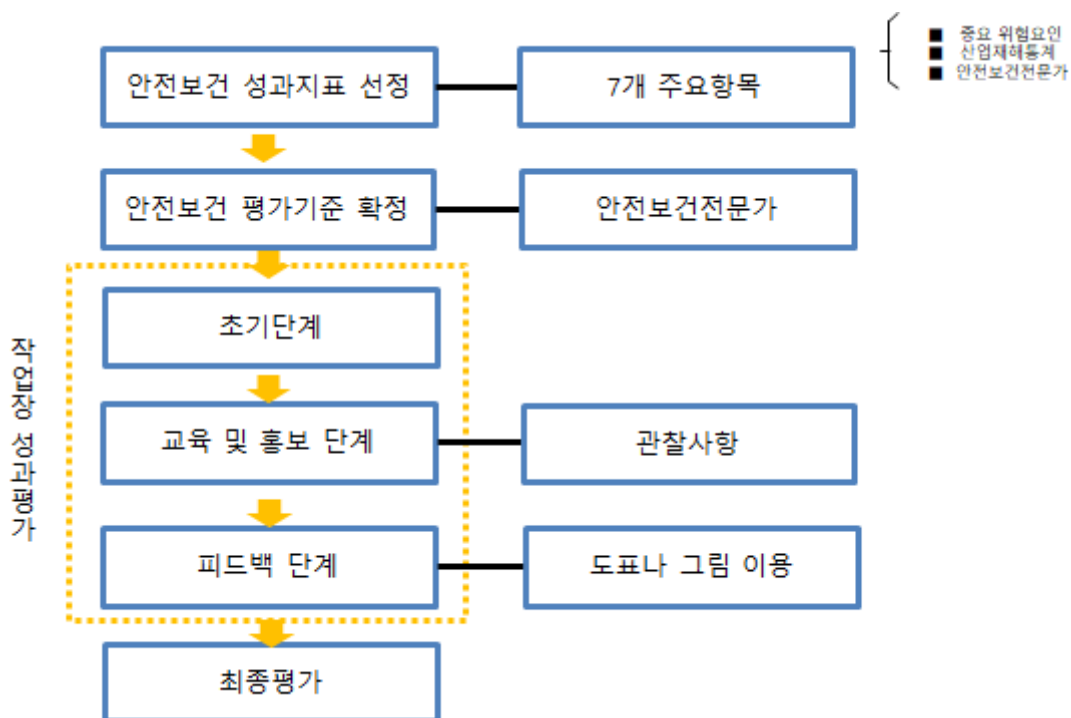 안전보건 성과지표 선정
7개 주요항목
■ 중요 위험요인
■ 산업재해통계
■ 안전보건전문가
안전보건 평가기준 확정
안전보건전문가
작업장 성과평가
초기단계
교육 및 홍보 단계
관찰사항
피드백 단계
도표나 그림 이용
최종평가